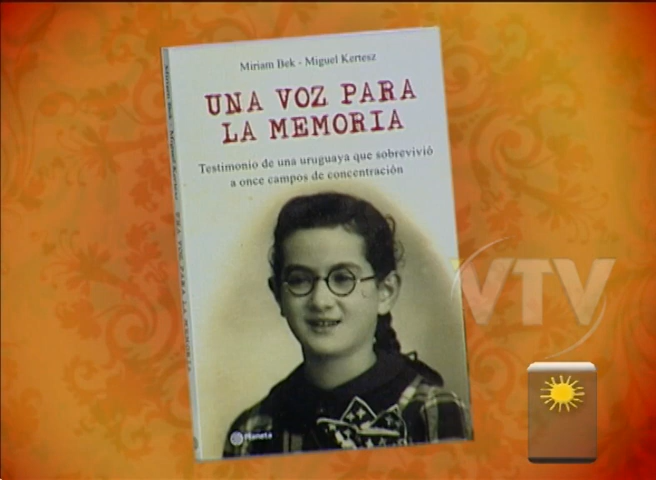 Miriam Bek - Miguel Kertesz
UNA VOZ PARA
LA MEMORIA
Testimonio de una uruguaya que sobrevivió
a once campos de concentración
Planeta
VTV